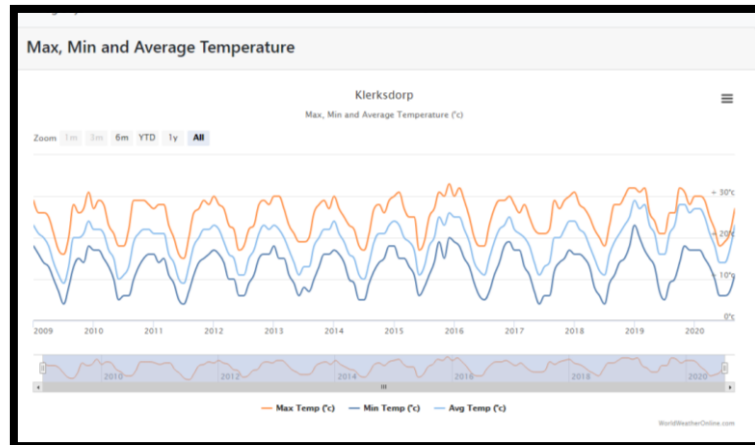 Max, Min and Average Temperature
Klerksdorp
Max, Min and Average Temperature (°c)
Zoom 1m 3m 6m YTD 1y All
+ 30°c
+ 20°c
10°c
0°c
2009 2010 2011 2012 2013 2014 2015 2016 2017 2018 2019 2020
2010 2012 2014 2016 2018 2020
Max Temp (°c) Min Temp (°c) Avg Temp (°c)
WorldWeatherOnline.com